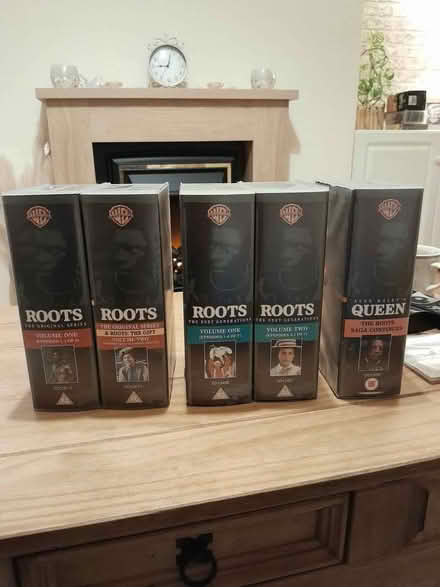 ROOTS
THE ORIGINAL SERIES
VOLUME ONE
ROOTS
THE ORIGINAL SERIES
& ROOTS: THE GIFT
VOLUME TWO
ROOTS
THE NEXT GENERATIONS
VOLUME ONE
ROOTS
THE NEXT GENERATIONS
VOLUME TWO
ALEX HALEY'S
QUEEN
THE ROOTS
SAGA CONTINUES